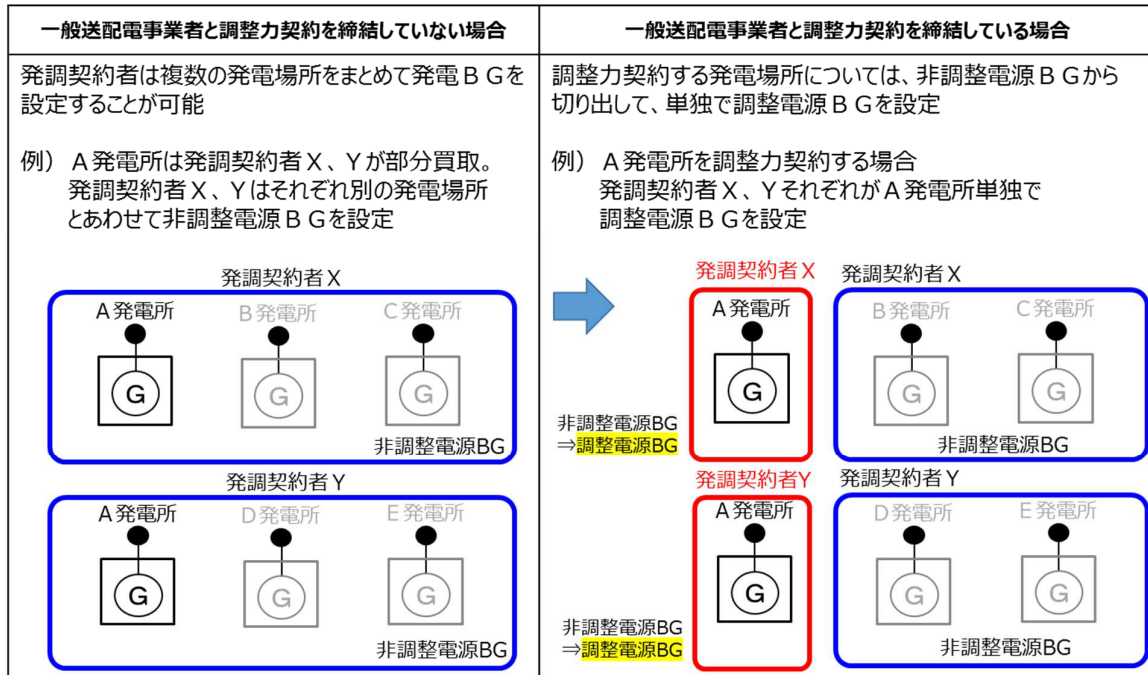 一般送配電事業者と調整力契約を締結していない場合
発調契約者は複数の発電場所をまとめて発電ＢＧを
設定することが可能
例） Ａ発電所は発調契約者Ｘ、Ｙが部分買取。
発調契約者Ｘ、Ｙはそれぞれ別の発電場所
とあわせて非調整電源ＢＧを設定
発調契約者Ｘ
Ａ発電所 Ｂ発電所 Ｃ発電所
G G G
非調整電源BG
発調契約者Ｙ
Ａ発電所 Ｄ発電所 Ｅ発電所
G G G
非調整電源BG
一般送配電事業者と調整力契約を締結している場合
調整力契約する発電場所については、非調整電源ＢＧから
切り出して、単独で調整電源ＢＧを設定
例） Ａ発電所を調整力契約する場合
発調契約者Ｘ、ＹそれぞれがＡ発電所単独で
調整電源ＢＧを設定
発調契約者Ｘ 発調契約者Ｘ
Ａ発電所 Ｂ発電所 Ｃ発電所
G G G
非調整電源BG
⇒調整電源BG
非調整電源BG
発調契約者Y 発調契約者Ｙ
Ａ発電所 Ｄ発電所 Ｅ発電所
G G G
非調整電源BG
⇒調整電源BG
非調整電源BG